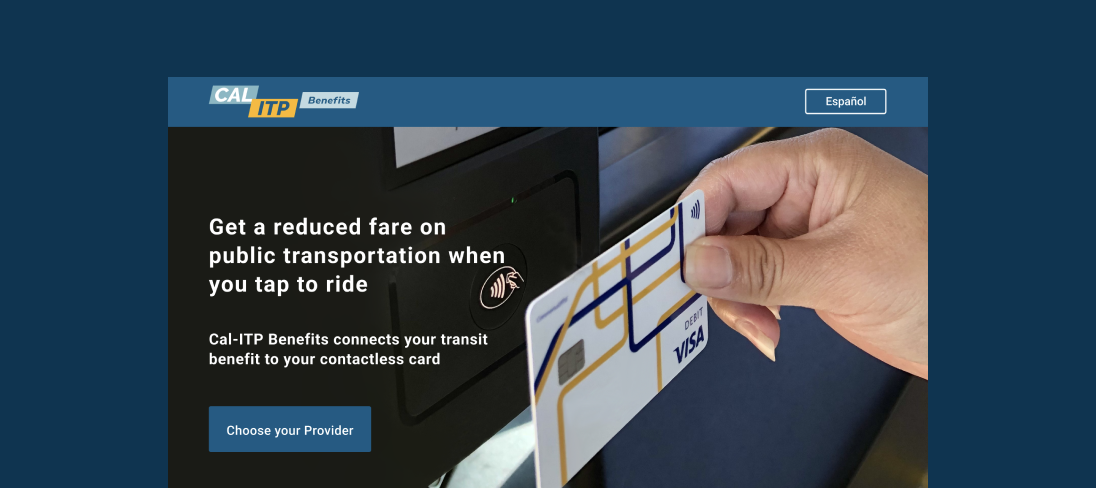 CAL
ITP
Benefits
Español
Get a reduced fare on
public transportation when
you tap to ride
Cal-ITP Benefits connects your transit
benefit to your contactless card
Choose your Provider
DEBIT
VISA